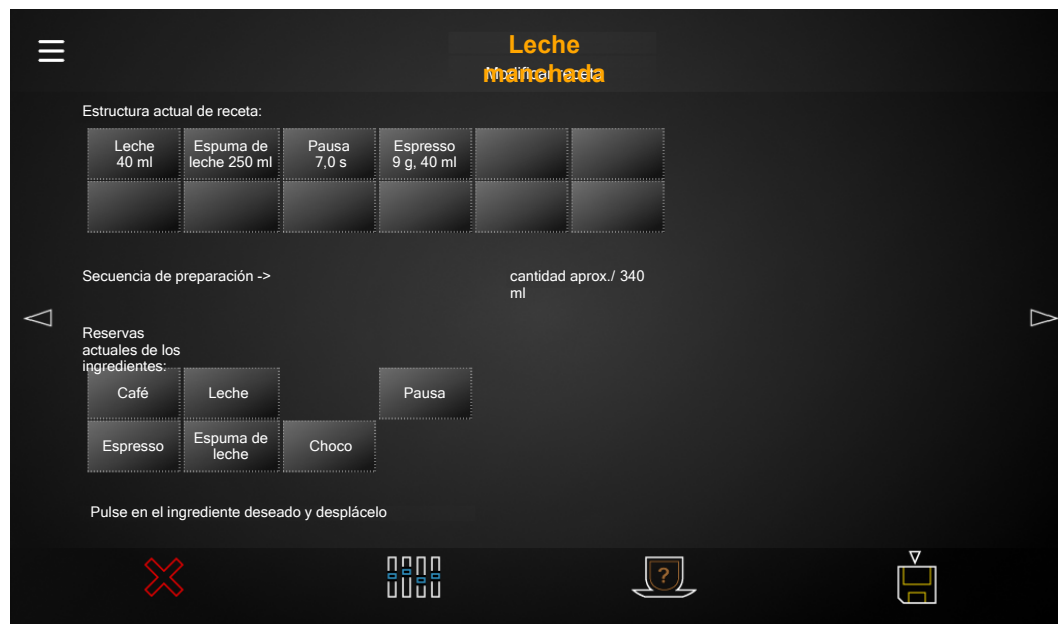 Leche
manchada
Modificar receta
Estructura actual de receta:
Leche
40 ml
Espuma de
leche 250 ml
Pausa
7,0 s
Espresso
9 g, 40 ml
Secuencia de preparación ->
cantidad aprox./ 340
ml
Reservas
actuales de los
ingredientes:
Café
Leche
Pausa
Espresso
Espuma de
leche
Choco
Pulse en el ingrediente deseado y desplácelo
?